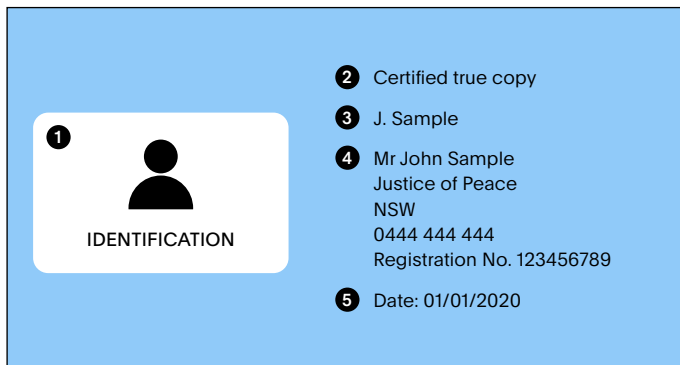 1
IDENTIFICATION
2 Certified true copy
3 J. Sample
4 Mr John Sample
Justice of Peace
NSW
0444 444 444
Registration No. 123456789
5 Date: 01/01/2020